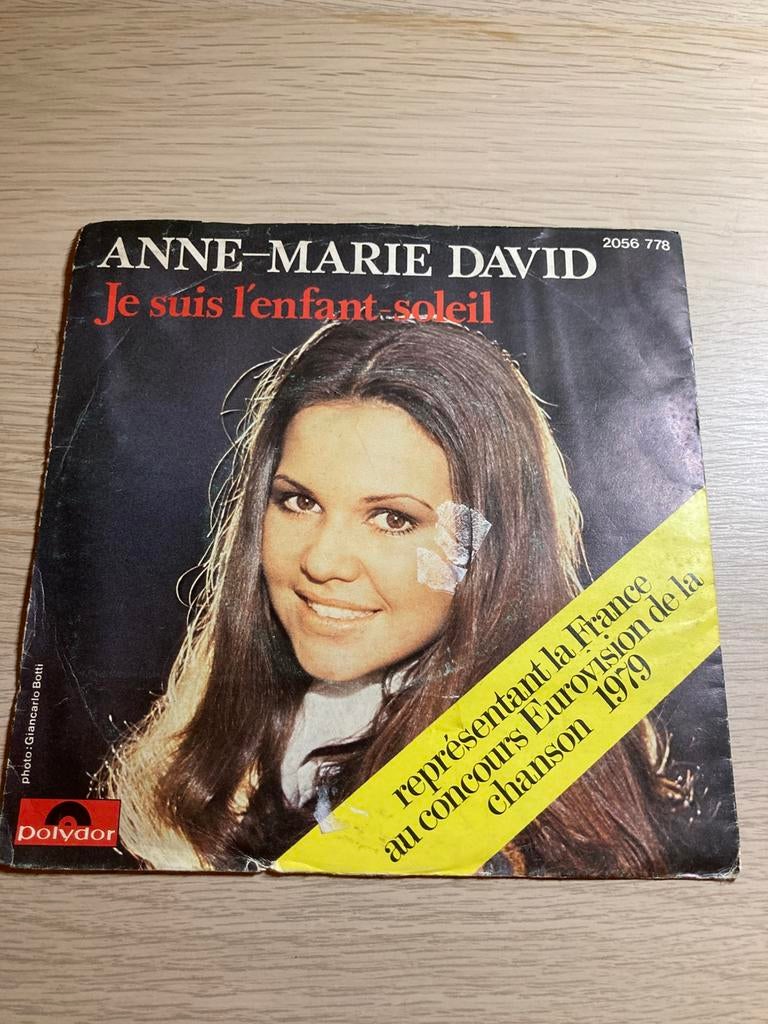 ANNE-MARIE DAVID
2056 778
Je suis l'enfant-soleil
représentant la France
au concours Eurovision de la
chanson 1979
photo: Giancarlo Botti
polydor